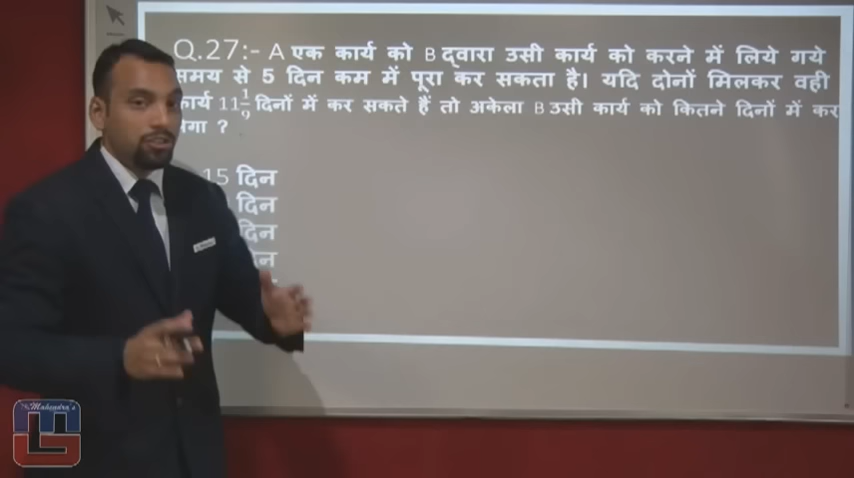 Q.27:- A एक कार्य को B द्वारा उसी कार्य को करने में लिये गये
समय से 5 दिन कम में पूरा कर सकता है। यदि दोनों मिलकर वही
कार्य 11 1/9 दिनों में कर सकते हैं तो अकेला B उसी कार्य को कितने दिनों में कर
?
15 दिन
दिन
दिन
Mahendra's